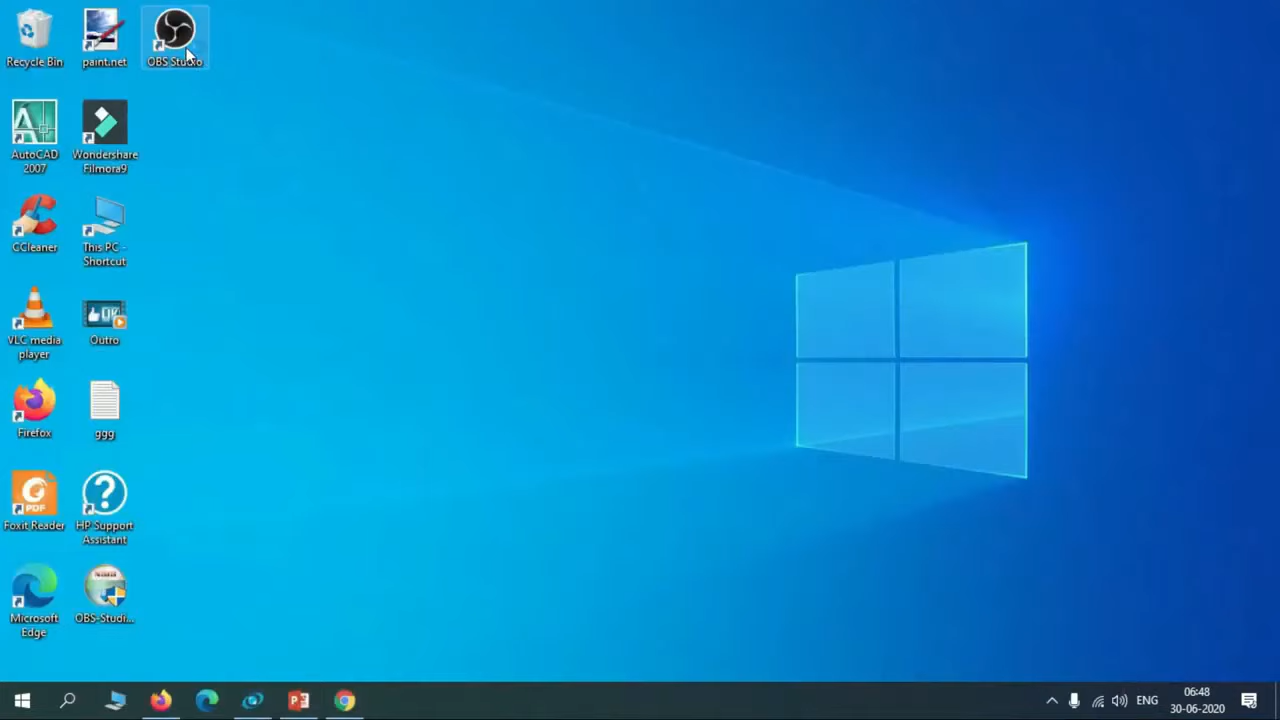 Recycle Bin
paint.net
OBS Studio
AutoCAD
2007
Wondershare
Filmora9
CCleaner
This PC -
Shortcut
VLC media
player
Outro
Firefox
ggg
PDF
Foxit Reader
HP Support
Assistant
Microsoft
Edge
OBS-Studi...
ENG
06:48
30-06-2020